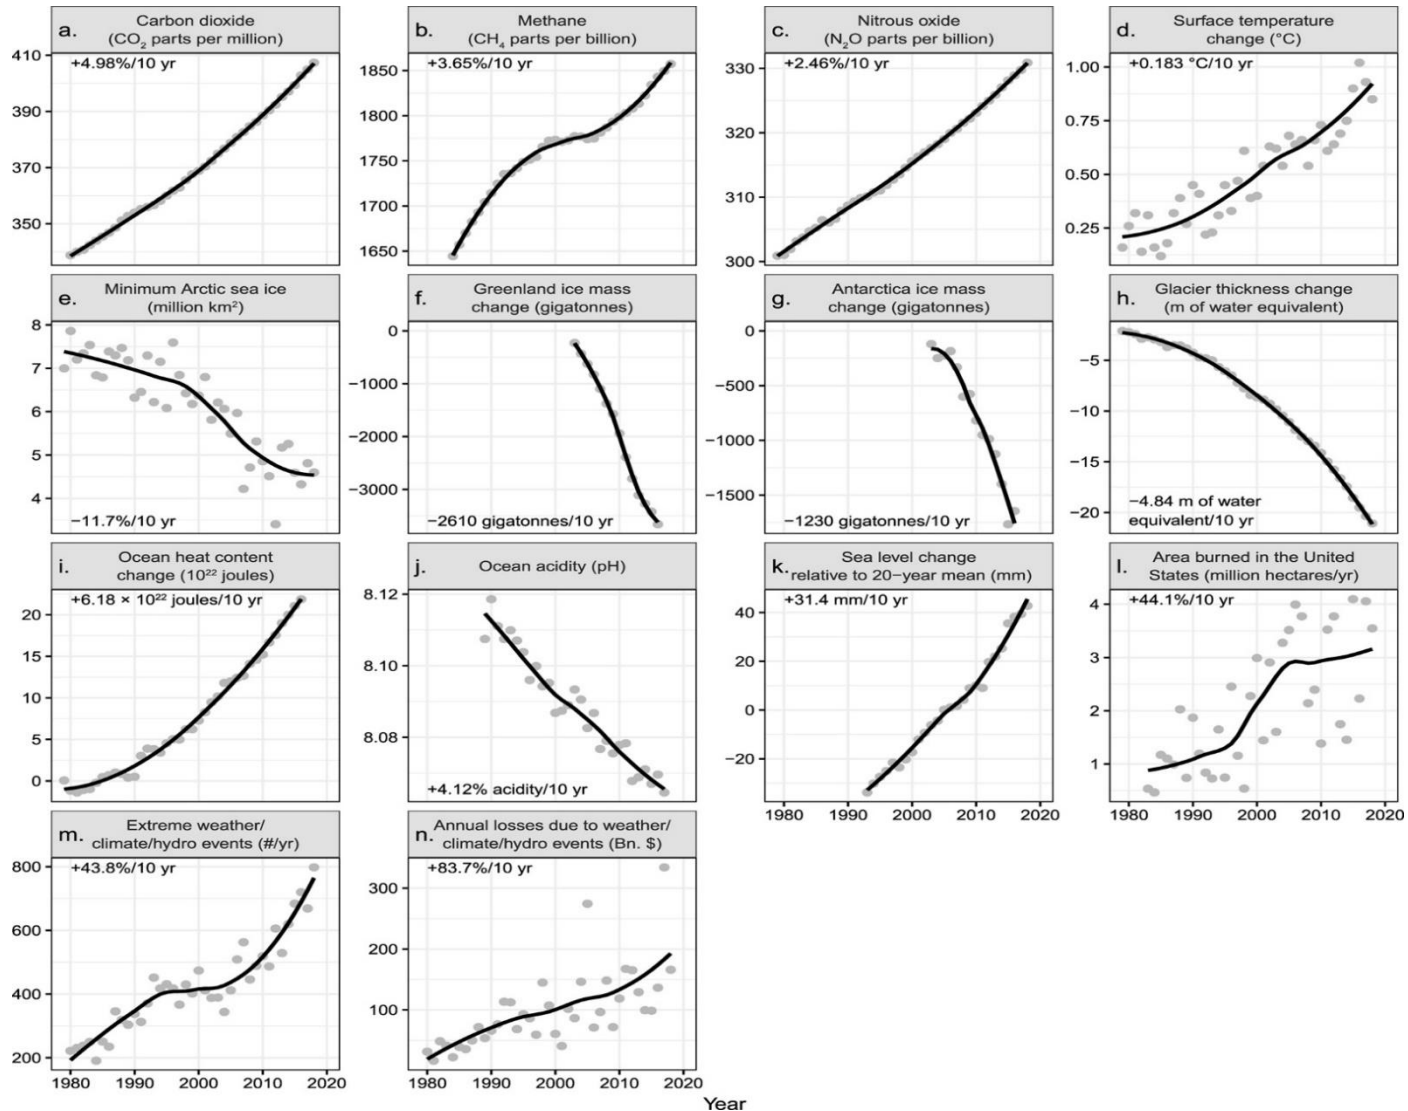 a. Carbon dioxide
(CO₂ parts per million)
+4.98%/10 yr
410
390
370
350
b. Methane
(CH₄ parts per billion)
+3.65%/10 yr
1850
1800
1750
1700
1650
c. Nitrous oxide
(N₂O parts per billion)
+2.46%/10 yr
330
320
310
300
d. Surface temperature
change (°C)
+0.183 °C/10 yr
1.00
0.75
0.50
0.25
e. Minimum Arctic sea ice
(million km²)
8
7
6
5
4
−11.7%/10 yr
f. Greenland ice mass
change (gigatonnes)
0
−1000
−2000
−3000
−2610 gigatonnes/10 yr
g. Antarctica ice mass
change (gigatonnes)
0
−500
−1000
−1500
−1230 gigatonnes/10 yr
h. Glacier thickness change
(m of water equivalent)
−5
−10
−15
−20
−4.84 m of water
equivalent/10 yr
i. Ocean heat content
change (10²² joules)
+6.18 × 10²² joules/10 yr
20
15
10
5
0
j. Ocean acidity (pH)
8.12
8.10
8.08
+4.12% acidity/10 yr
k. Sea level change
relative to 20−year mean (mm)
+31.4 mm/10 yr
40
20
0
−20
1980 1990 2000 2010 2020
l. Area burned in the United
States (million hectares/yr)
+44.1%/10 yr
4
3
2
1
1980 1990 2000 2010 2020
m. Extreme weather/
climate/hydro events (#/yr)
+43.8%/10 yr
800
600
400
200
1980 1990 2000 2010 2020
n. Annual losses due to weather/
climate/hydro events (Bn. $)
+83.7%/10 yr
300
200
100
1980 1990 2000 2010 2020
Year